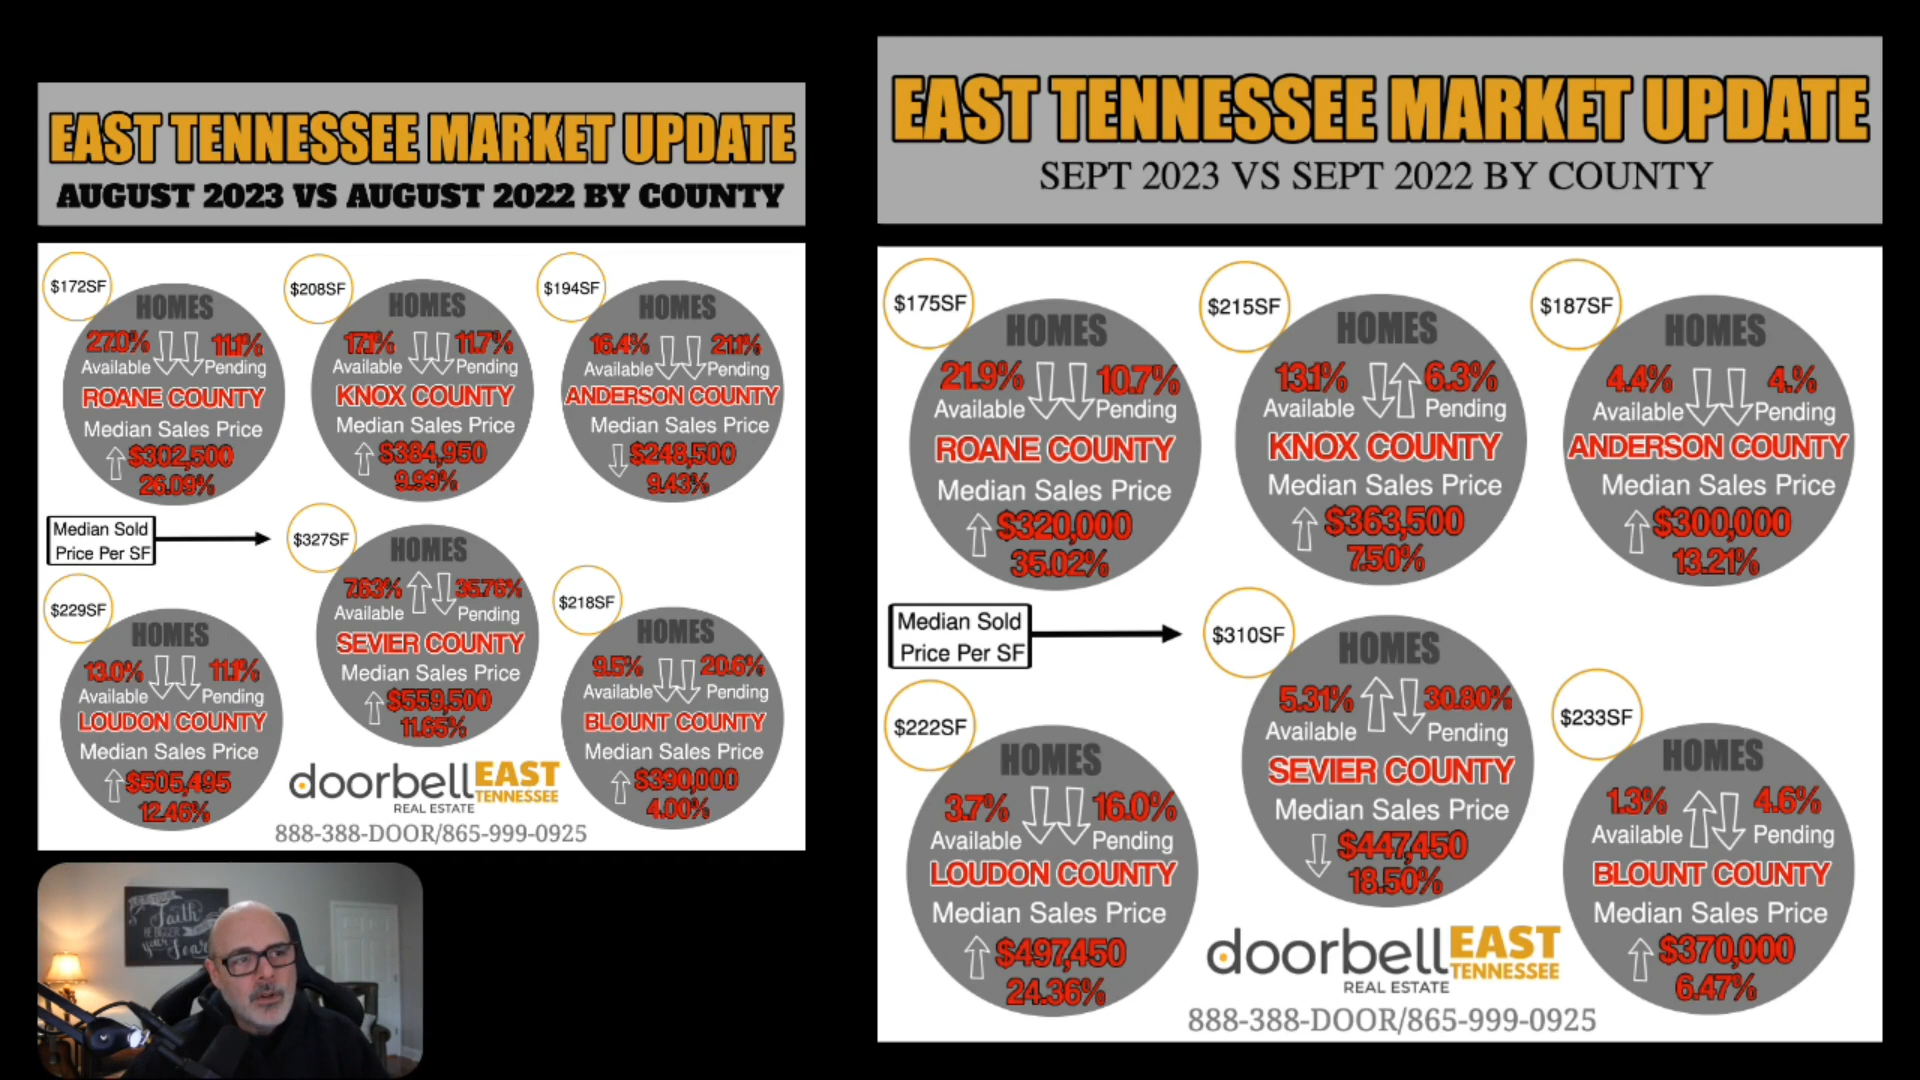 EAST TENNESSEE MARKET UPDATE
AUGUST 2023 VS AUGUST 2022 BY COUNTY
$172SF
HOMES
27.0% 11.1%
Available Pending
ROANE COUNTY
Median Sales Price
$302,500
26.09%
$208SF
HOMES
17.1% 11.7%
Available Pending
KNOX COUNTY
Median Sales Price
$384,950
9.99%
$194SF
HOMES
16.4% 21.1%
Available Pending
ANDERSON COUNTY
Median Sales Price
$248,500
9.43%
Median Sold
Price Per SF
$327SF
HOMES
7.63% 35.76%
Available Pending
SEVIER COUNTY
Median Sales Price
$559,500
11.65%
$229SF
HOMES
13.0% 11.1%
Available Pending
LOUDON COUNTY
Median Sales Price
$505,495
12.46%
$218SF
HOMES
9.5% 20.6%
Available Pending
BLOUNT COUNTY
Median Sales Price
$390,000
4.00%
doorbell EAST
REAL ESTATE TENNESSEE
888-388-DOOR/865-999-0925
Faith
your Fear
EAST TENNESSEE MARKET UPDATE
SEPT 2023 VS SEPT 2022 BY COUNTY
$175SF
HOMES
21.9% 10.7%
Available Pending
ROANE COUNTY
Median Sales Price
$320,000
35.02%
$215SF
HOMES
13.1% 6.3%
Available Pending
KNOX COUNTY
Median Sales Price
$363,500
7.50%
$187SF
HOMES
4.4% 4.%
Available Pending
ANDERSON COUNTY
Median Sales Price
$300,000
13.21%
Median Sold
Price Per SF
$310SF
HOMES
5.31% 30.80%
Available Pending
SEVIER COUNTY
Median Sales Price
$447,450
18.50%
$222SF
HOMES
3.7% 16.0%
Available Pending
LOUDON COUNTY
Median Sales Price
$497,450
24.36%
$233SF
HOMES
1.3% 4.6%
Available Pending
BLOUNT COUNTY
Median Sales Price
$370,000
6.47%
doorbell EAST
REAL ESTATE TENNESSEE
888-388-DOOR/865-999-0925